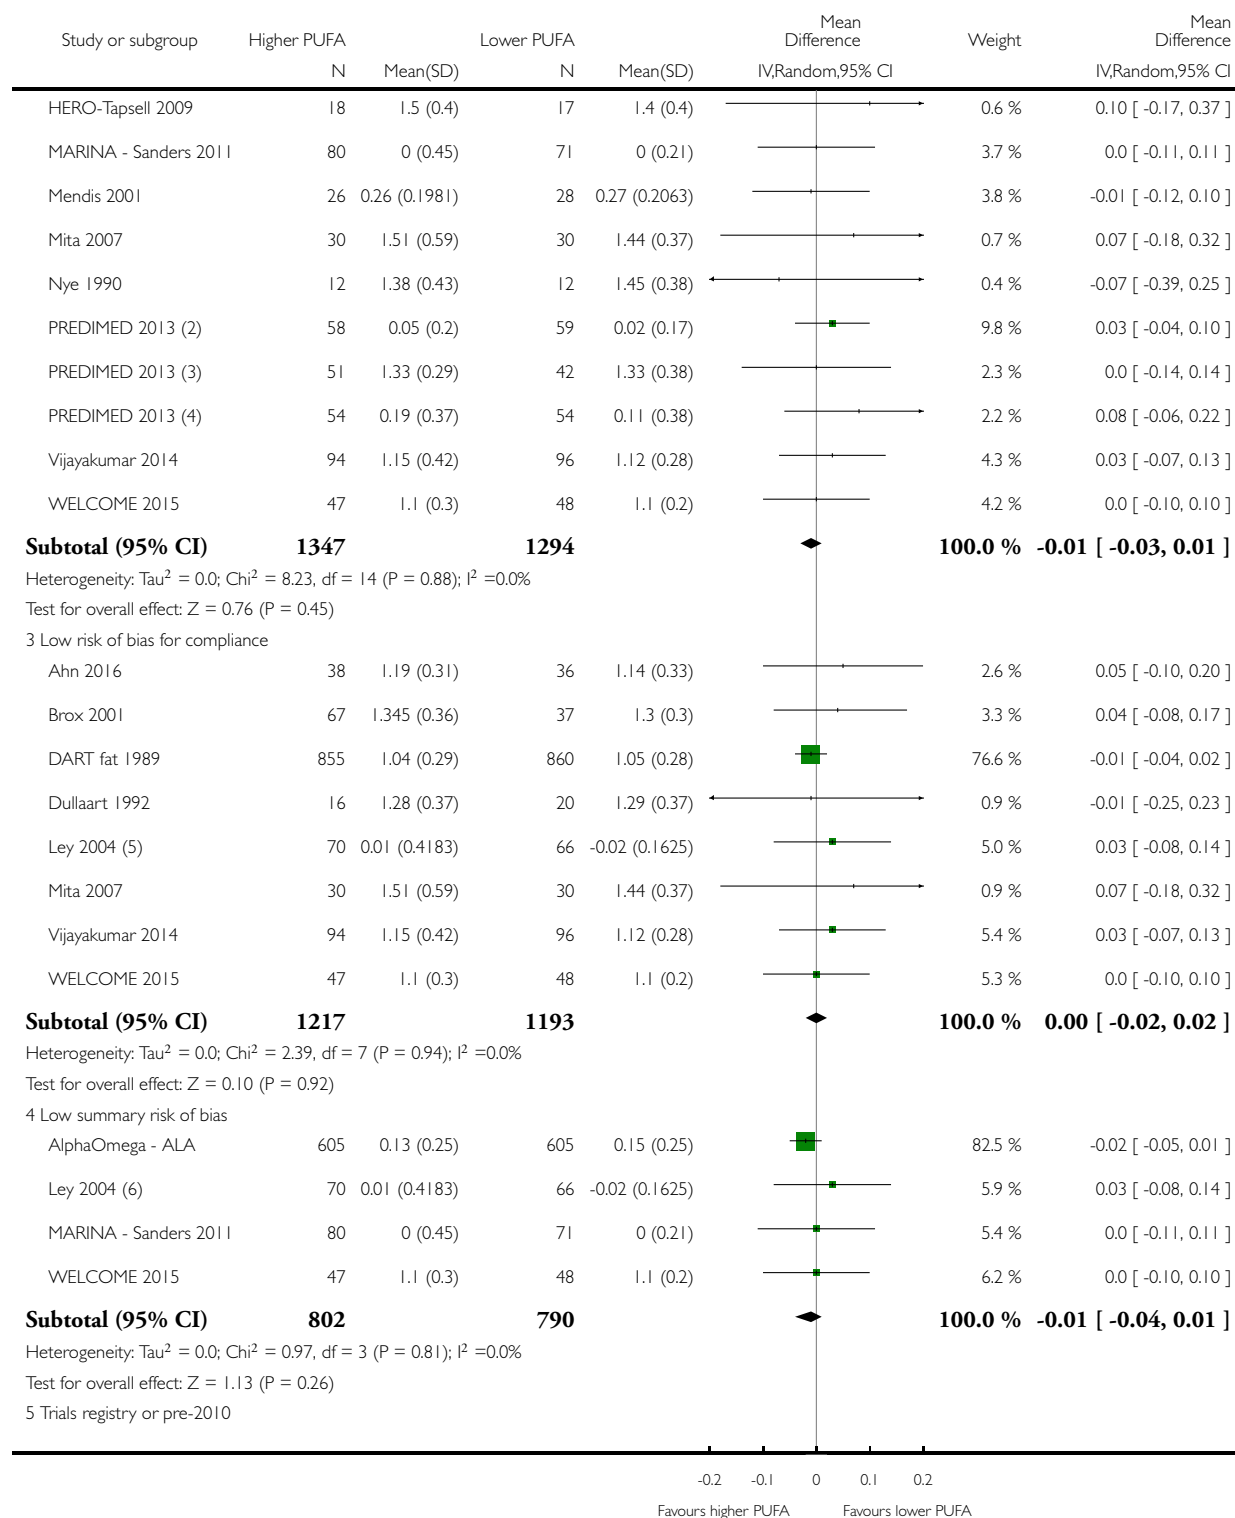 Mean Mean
Study or subgroup Higher PUFA Lower PUFA Difference Weight Difference
N Mean(SD) N Mean(SD) IV,Random,95% CI IV,Random,95% CI
HERO-Tapsell 2009 18 1.5 (0.4) 17 1.4 (0.4) 0.6 % 0.10 [ -0.17, 0.37 ]
MARINA - Sanders 2011 80 0 (0.45) 71 0 (0.21) 3.7 % 0.0 [ -0.11, 0.11 ]
Mendis 2001 26 0.26 (0.1981) 28 0.27 (0.2063) 3.8 % -0.01 [ -0.12, 0.10 ]
Mita 2007 30 1.51 (0.59) 30 1.44 (0.37) 0.7 % 0.07 [ -0.18, 0.32 ]
Nye 1990 12 1.38 (0.43) 12 1.45 (0.38) 0.4 % -0.07 [ -0.39, 0.25 ]
PREDIMED 2013 (2) 58 0.05 (0.2) 59 0.02 (0.17) 9.8 % 0.03 [ -0.04, 0.10 ]
PREDIMED 2013 (3) 51 1.33 (0.29) 42 1.33 (0.38) 2.3 % 0.0 [ -0.14, 0.14 ]
PREDIMED 2013 (4) 54 0.19 (0.37) 54 0.11 (0.38) 2.2 % 0.08 [ -0.06, 0.22 ]
Vijayakumar 2014 94 1.15 (0.42) 96 1.12 (0.28) 4.3 % 0.03 [ -0.07, 0.13 ]
WELCOME 2015 47 1.1 (0.3) 48 1.1 (0.2) 4.2 % 0.0 [ -0.10, 0.10 ]
Subtotal (95% CI) 1347 1294 100.0 % -0.01 [ -0.03, 0.01 ]
Heterogeneity: Tau² = 0.0; Chi² = 8.23, df = 14 (P = 0.88); I² =0.0%
Test for overall effect: Z = 0.76 (P = 0.45)
3 Low risk of bias for compliance
Ahn 2016 38 1.19 (0.31) 36 1.14 (0.33) 2.6 % 0.05 [ -0.10, 0.20 ]
Brox 2001 67 1.345 (0.36) 37 1.3 (0.3) 3.3 % 0.04 [ -0.08, 0.17 ]
DART fat 1989 855 1.04 (0.29) 860 1.05 (0.28) 76.6 % -0.01 [ -0.04, 0.02 ]
Dullaart 1992 16 1.28 (0.37) 20 1.29 (0.37) 0.9 % -0.01 [ -0.25, 0.23 ]
Ley 2004 (5) 70 0.01 (0.4183) 66 -0.02 (0.1625) 5.0 % 0.03 [ -0.08, 0.14 ]
Mita 2007 30 1.51 (0.59) 30 1.44 (0.37) 0.9 % 0.07 [ -0.18, 0.32 ]
Vijayakumar 2014 94 1.15 (0.42) 96 1.12 (0.28) 5.4 % 0.03 [ -0.07, 0.13 ]
WELCOME 2015 47 1.1 (0.3) 48 1.1 (0.2) 5.3 % 0.0 [ -0.10, 0.10 ]
Subtotal (95% CI) 1217 1193 100.0 % 0.00 [ -0.02, 0.02 ]
Heterogeneity: Tau² = 0.0; Chi² = 2.39, df = 7 (P = 0.94); I² =0.0%
Test for overall effect: Z = 0.10 (P = 0.92)
4 Low summary risk of bias
AlphaOmega - ALA 605 0.13 (0.25) 605 0.15 (0.25) 82.5 % -0.02 [ -0.05, 0.01 ]
Ley 2004 (6) 70 0.01 (0.4183) 66 -0.02 (0.1625) 5.9 % 0.03 [ -0.08, 0.14 ]
MARINA - Sanders 2011 80 0 (0.45) 71 0 (0.21) 5.4 % 0.0 [ -0.11, 0.11 ]
WELCOME 2015 47 1.1 (0.3) 48 1.1 (0.2) 6.2 % 0.0 [ -0.10, 0.10 ]
Subtotal (95% CI) 802 790 100.0 % -0.01 [ -0.04, 0.01 ]
Heterogeneity: Tau² = 0.0; Chi² = 0.97, df = 3 (P = 0.81); I² =0.0%
Test for overall effect: Z = 1.13 (P = 0.26)
5 Trials registry or pre-2010
-0.2 -0.1 0 0.1 0.2
Favours higher PUFA Favours lower PUFA